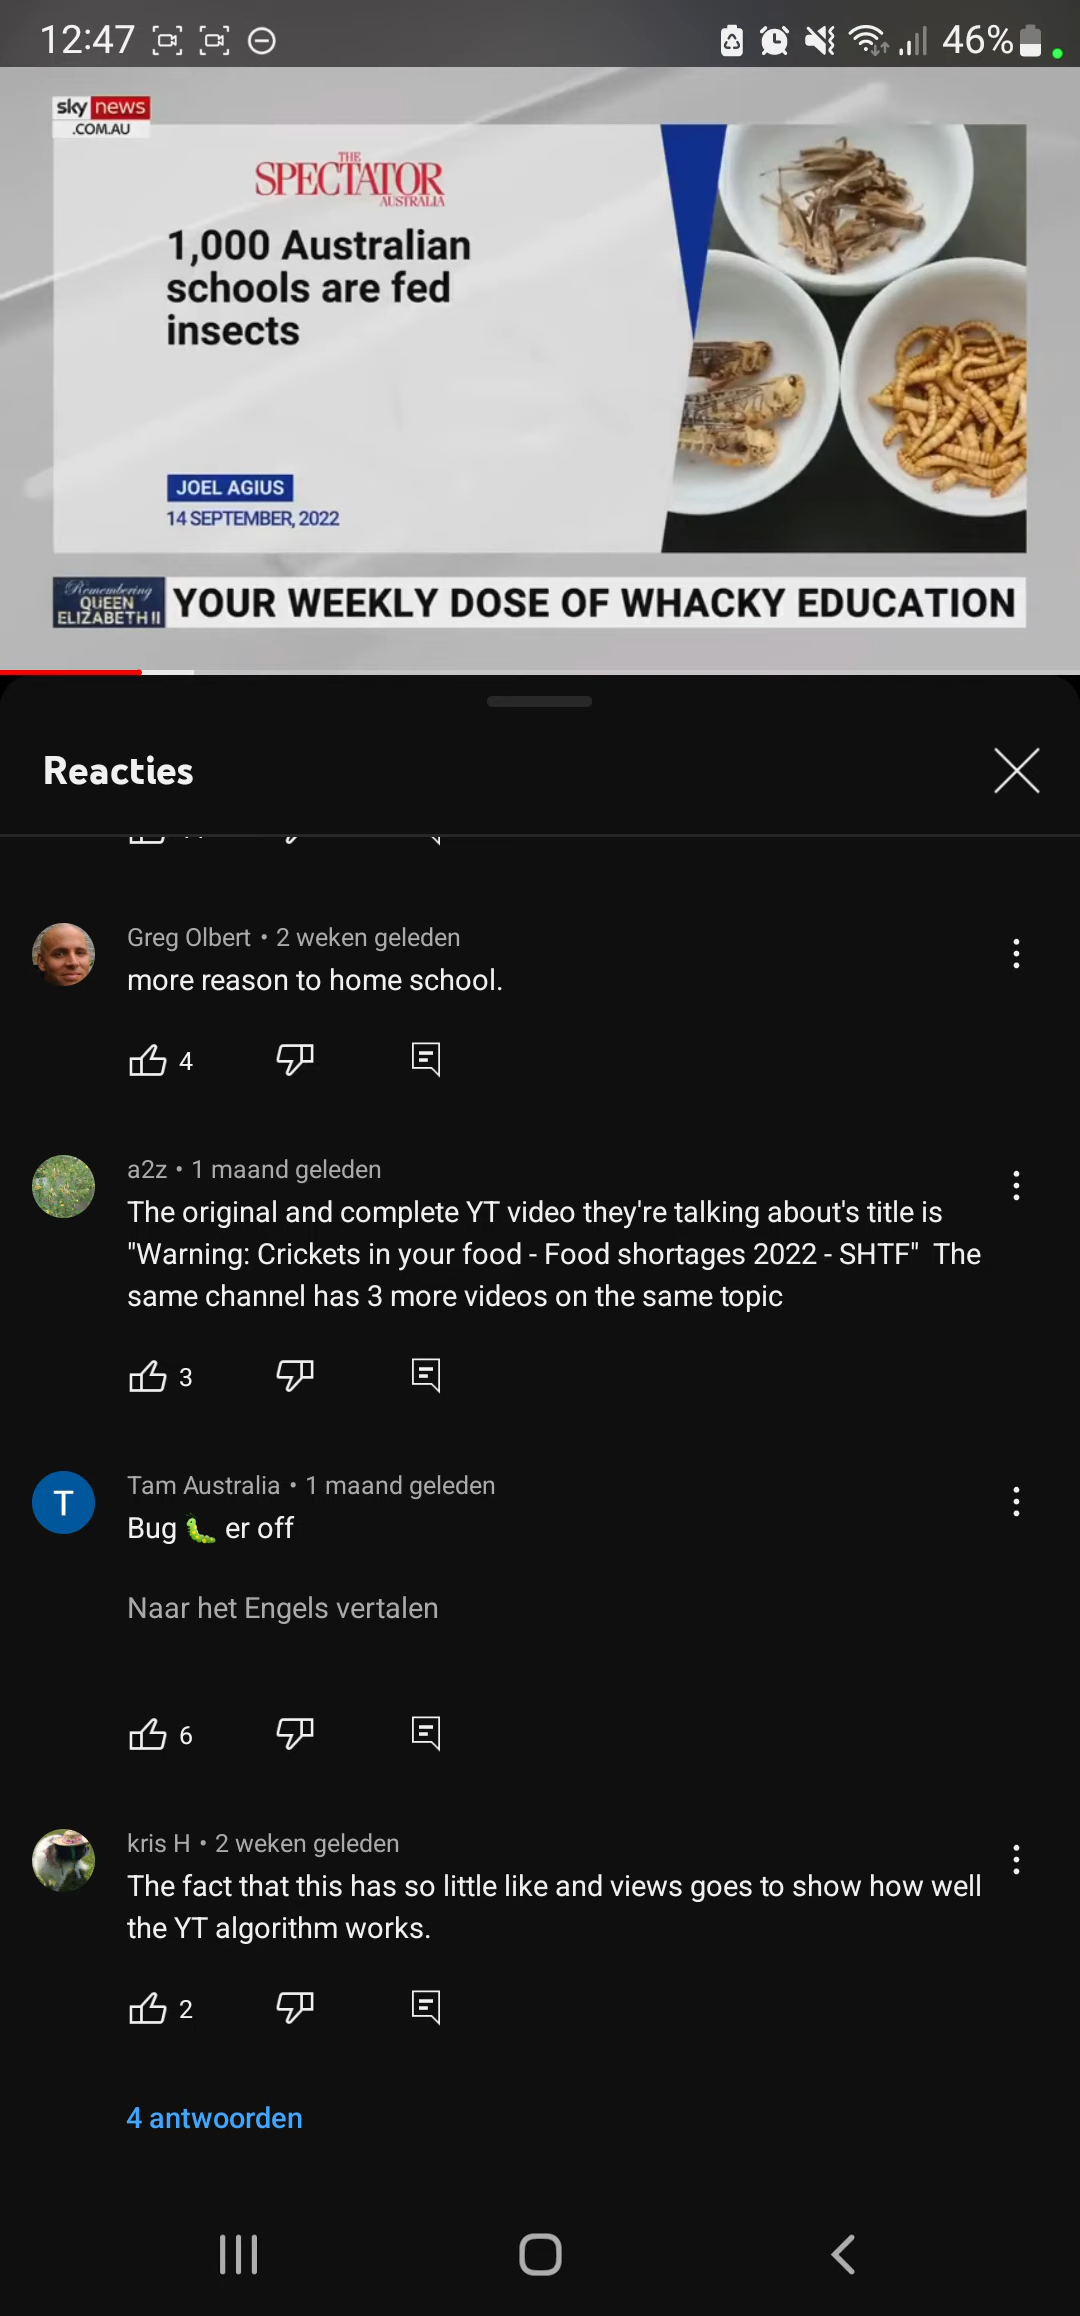 12:47
46%
sky news
.COM.AU
THE
SPECTATOR
AUSTRALIA
1,000 Australian
schools are fed
insects
JOEL AGIUS
14 SEPTEMBER, 2022
Remembering
QUEEN
ELIZABETH II
YOUR WEEKLY DOSE OF WHACKY EDUCATION
Reacties
Greg Olbert • 2 weken geleden
more reason to home school.
4
a2z • 1 maand geleden
The original and complete YT video they're talking about's title is
"Warning: Crickets in your food - Food shortages 2022 - SHTF"  The
same channel has 3 more videos on the same topic
3
T
Tam Australia • 1 maand geleden
Bug 🐛 er off
Naar het Engels vertalen
6
kris H • 2 weken geleden
The fact that this has so little like and views goes to show how well
the YT algorithm works.
2
4 antwoorden